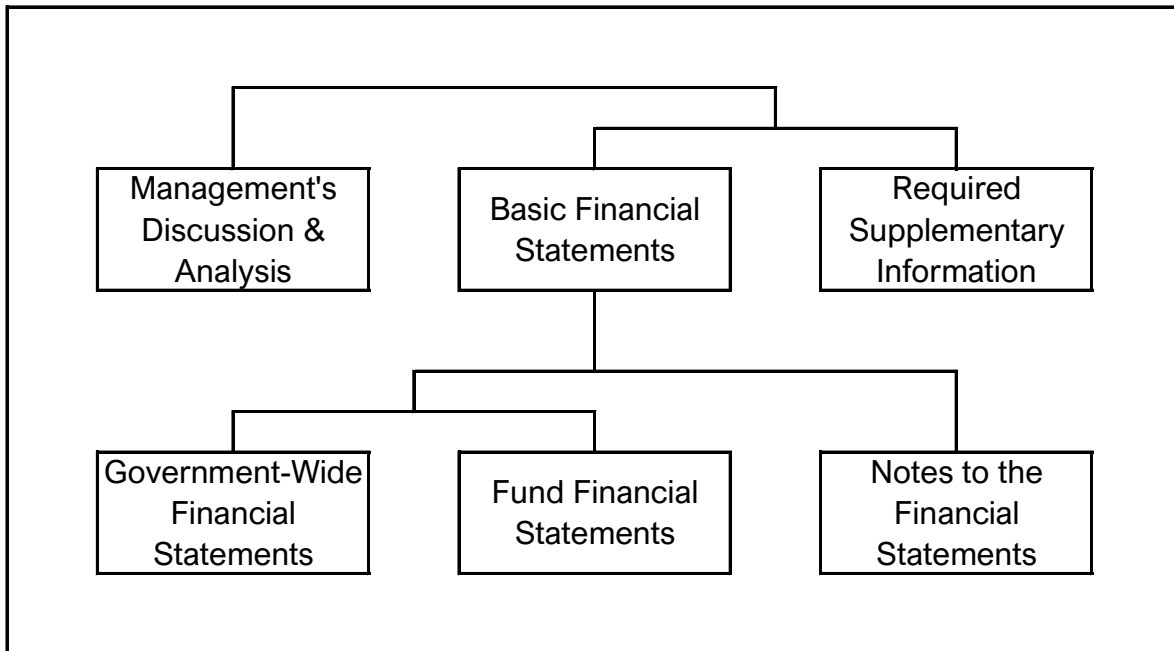 Management's
Discussion &
Analysis
Basic Financial
Statements
Required
Supplementary
Information
Government-Wide
Financial
Statements
Fund Financial
Statements
Notes to the
Financial
Statements